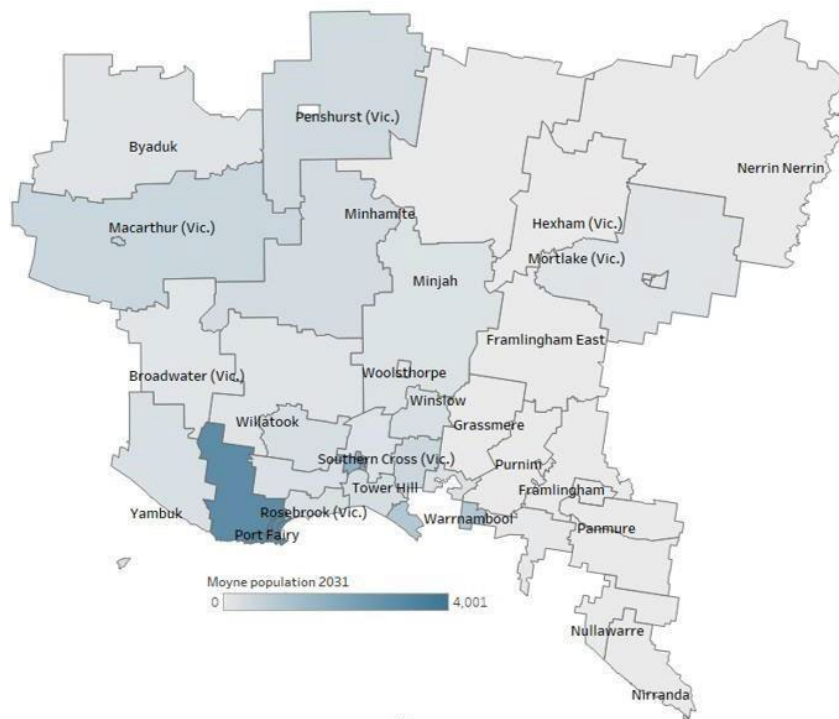 Penshurst (Vic.)
Byaduk
Nerrin Nerrin
Minhamite
Macarthur (Vic.)
Hexham (Vic.)
Mortlake (Vic.)
Minjah
Framlingham East
Woolsthorpe
Broadwater (Vic.)
Winslow
Willatook
Grassmere
Southern Cross (Vic.)
Purnim
Tower Hill
Framlingham
Yambuk
Rosebrook (Vic.)
Warrnambool
Panmure
Port Fairy
Moyne population 2031
0
4,001
Nullawarre
Nirranda